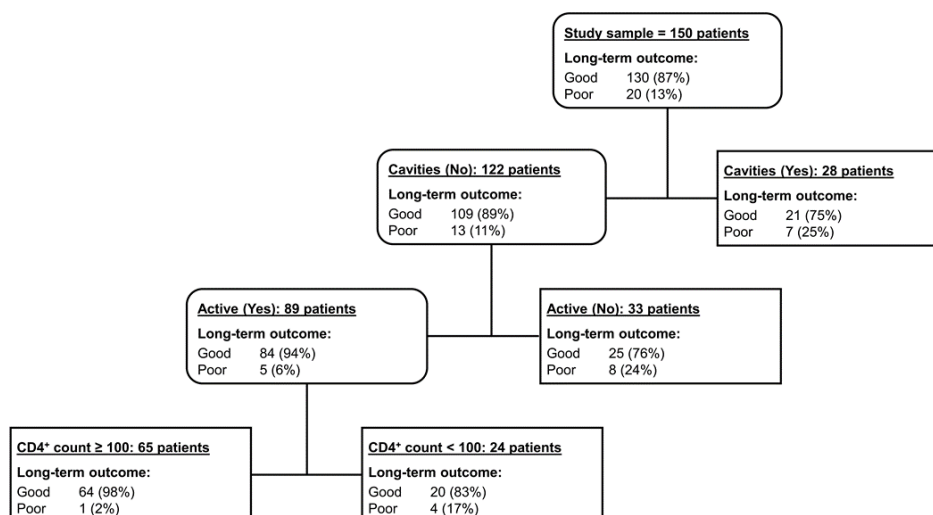 Study sample = 150 patients
Long-term outcome:
Good 130 (87%)
Poor 20 (13%)
Cavities (No): 122 patients
Long-term outcome:
Good 109 (89%)
Poor 13 (11%)
Cavities (Yes): 28 patients
Long-term outcome:
Good 21 (75%)
Poor 7 (25%)
Active (Yes): 89 patients
Long-term outcome:
Good 84 (94%)
Poor 5 (6%)
Active (No): 33 patients
Long-term outcome:
Good 25 (76%)
Poor 8 (24%)
CD4⁺ count ≥ 100: 65 patients
Long-term outcome:
Good 64 (98%)
Poor 1 (2%)
CD4⁺ count < 100: 24 patients
Long-term outcome:
Good 20 (83%)
Poor 4 (17%)